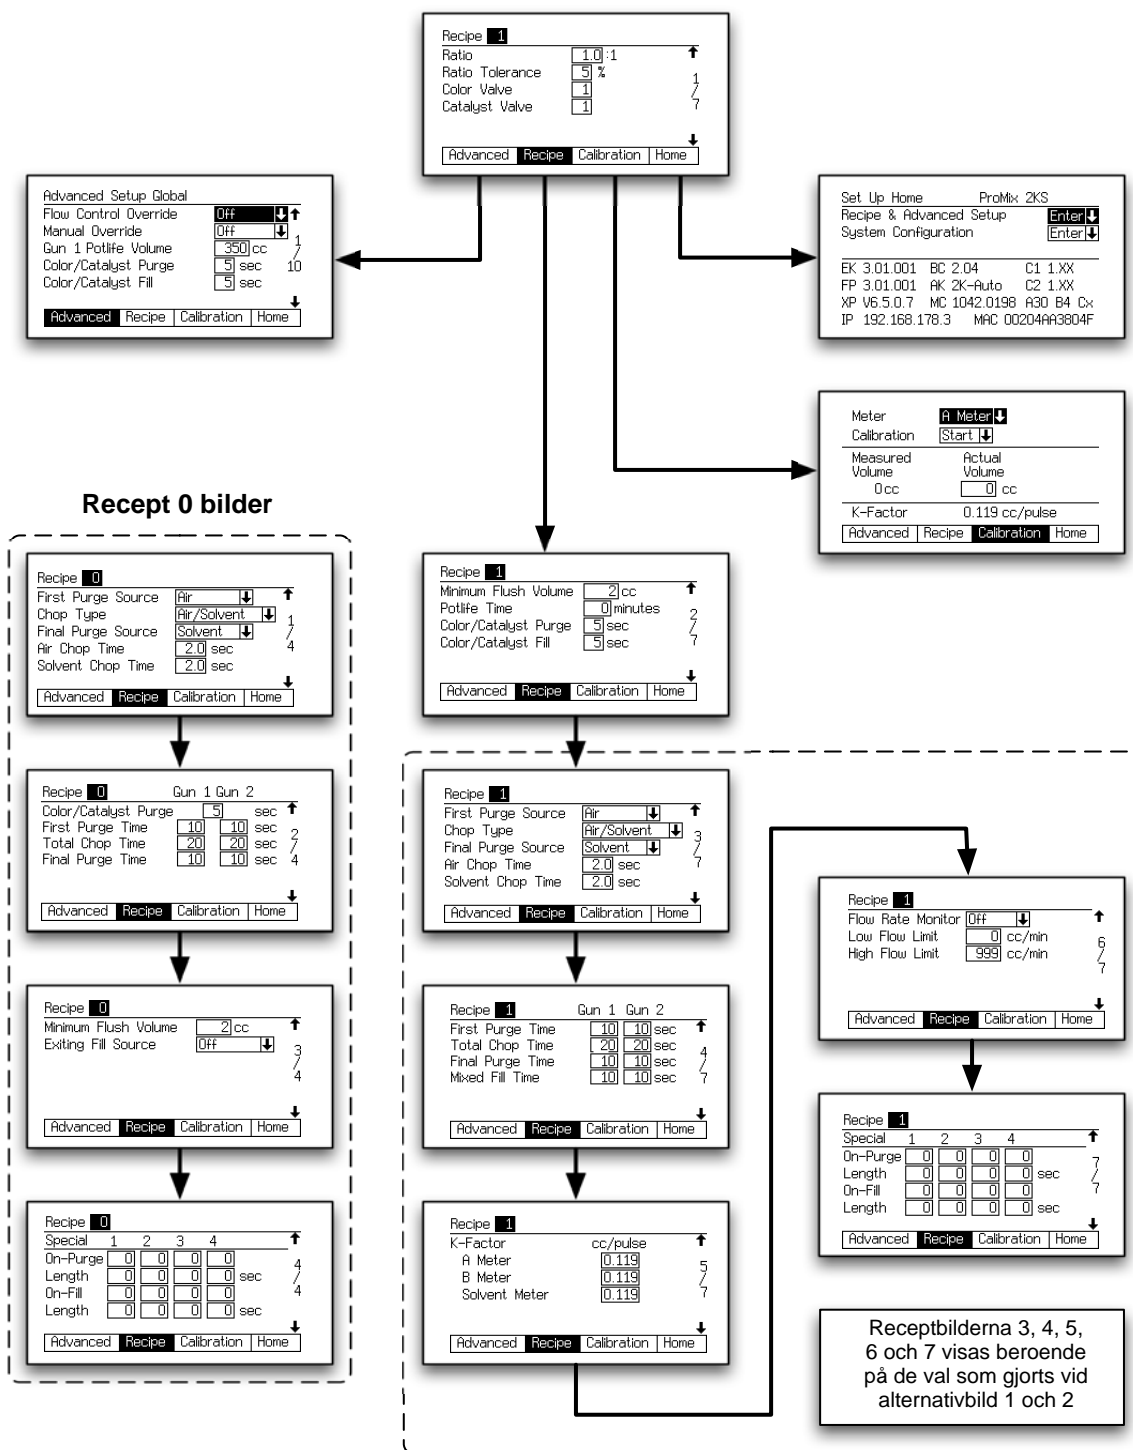 Recipe 1
Ratio 1.0 :1
Ratio Tolerance 5 %
Color Valve 1
Catalyst Valve 1
1
/
7
Advanced Recipe Calibration Home
Advanced Setup Global
Flow Control Override Off
Manual Override Off
Gun 1 Potlife Volume 350 cc
Color/Catalyst Purge 5 sec
Color/Catalyst Fill 5 sec
1
/
10
Advanced Recipe Calibration Home
Set Up Home ProMix 2KS
Recipe & Advanced Setup Enter
System Configuration Enter
EK 3.01.001 BC 2.04 C1 1.XX
FP 3.01.001 AK 2K-Auto C2 1.XX
XP V6.5.0.7 MC 1042.0198 A30 B4 Cx
IP 192.168.178.3 MAC 00204AA3804F
Meter A Meter
Calibration Start
Measured Actual
Volume Volume
0 cc 0 cc
K-Factor 0.119 cc/pulse
Advanced Recipe Calibration Home
Recept 0 bilder
Recipe 0
First Purge Source Air
Chop Type Air/Solvent
Final Purge Source Solvent
Air Chop Time 2.0 sec
Solvent Chop Time 2.0 sec
1
/
4
Advanced Recipe Calibration Home
Recipe 0 Gun 1 Gun 2
Color/Catalyst Purge 5 sec
First Purge Time 10 10 sec
Total Chop Time 20 20 sec
Final Purge Time 10 10 sec
2
/
4
Advanced Recipe Calibration Home
Recipe 0
Minimum Flush Volume 2 cc
Exiting Fill Source Off
3
/
4
Advanced Recipe Calibration Home
Recipe 0
Special 1 2 3 4
On-Purge 0 0 0 0
Length 0 0 0 0 sec
On-Fill 0 0 0 0
Length 0 0 0 0 sec
4
/
4
Advanced Recipe Calibration Home
Recipe 1
Minimum Flush Volume 2 cc
Potlife Time 0 minutes
Color/Catalyst Purge 5 sec
Color/Catalyst Fill 5 sec
2
/
7
Advanced Recipe Calibration Home
Recipe 1
First Purge Source Air
Chop Type Air/Solvent
Final Purge Source Solvent
Air Chop Time 2.0 sec
Solvent Chop Time 2.0 sec
3
/
7
Advanced Recipe Calibration Home
Recipe 1 Gun 1 Gun 2
First Purge Time 10 10 sec
Total Chop Time 20 20 sec
Final Purge Time 10 10 sec
Mixed Fill Time 10 10 sec
4
/
7
Advanced Recipe Calibration Home
Recipe 1
K-Factor cc/pulse
A Meter 0.119
B Meter 0.119
Solvent Meter 0.119
5
/
7
Advanced Recipe Calibration Home
Recipe 1
Flow Rate Monitor Off
Low Flow Limit 0 cc/min
High Flow Limit 999 cc/min
6
/
7
Advanced Recipe Calibration Home
Recipe 1
Special 1 2 3 4
On-Purge 0 0 0 0
Length 0 0 0 0 sec
On-Fill 0 0 0 0
Length 0 0 0 0 sec
7
/
7
Advanced Recipe Calibration Home
Receptbilderna 3, 4, 5,
6 och 7 visas beroende
på de val som gjorts vid
alternativbild 1 och 2